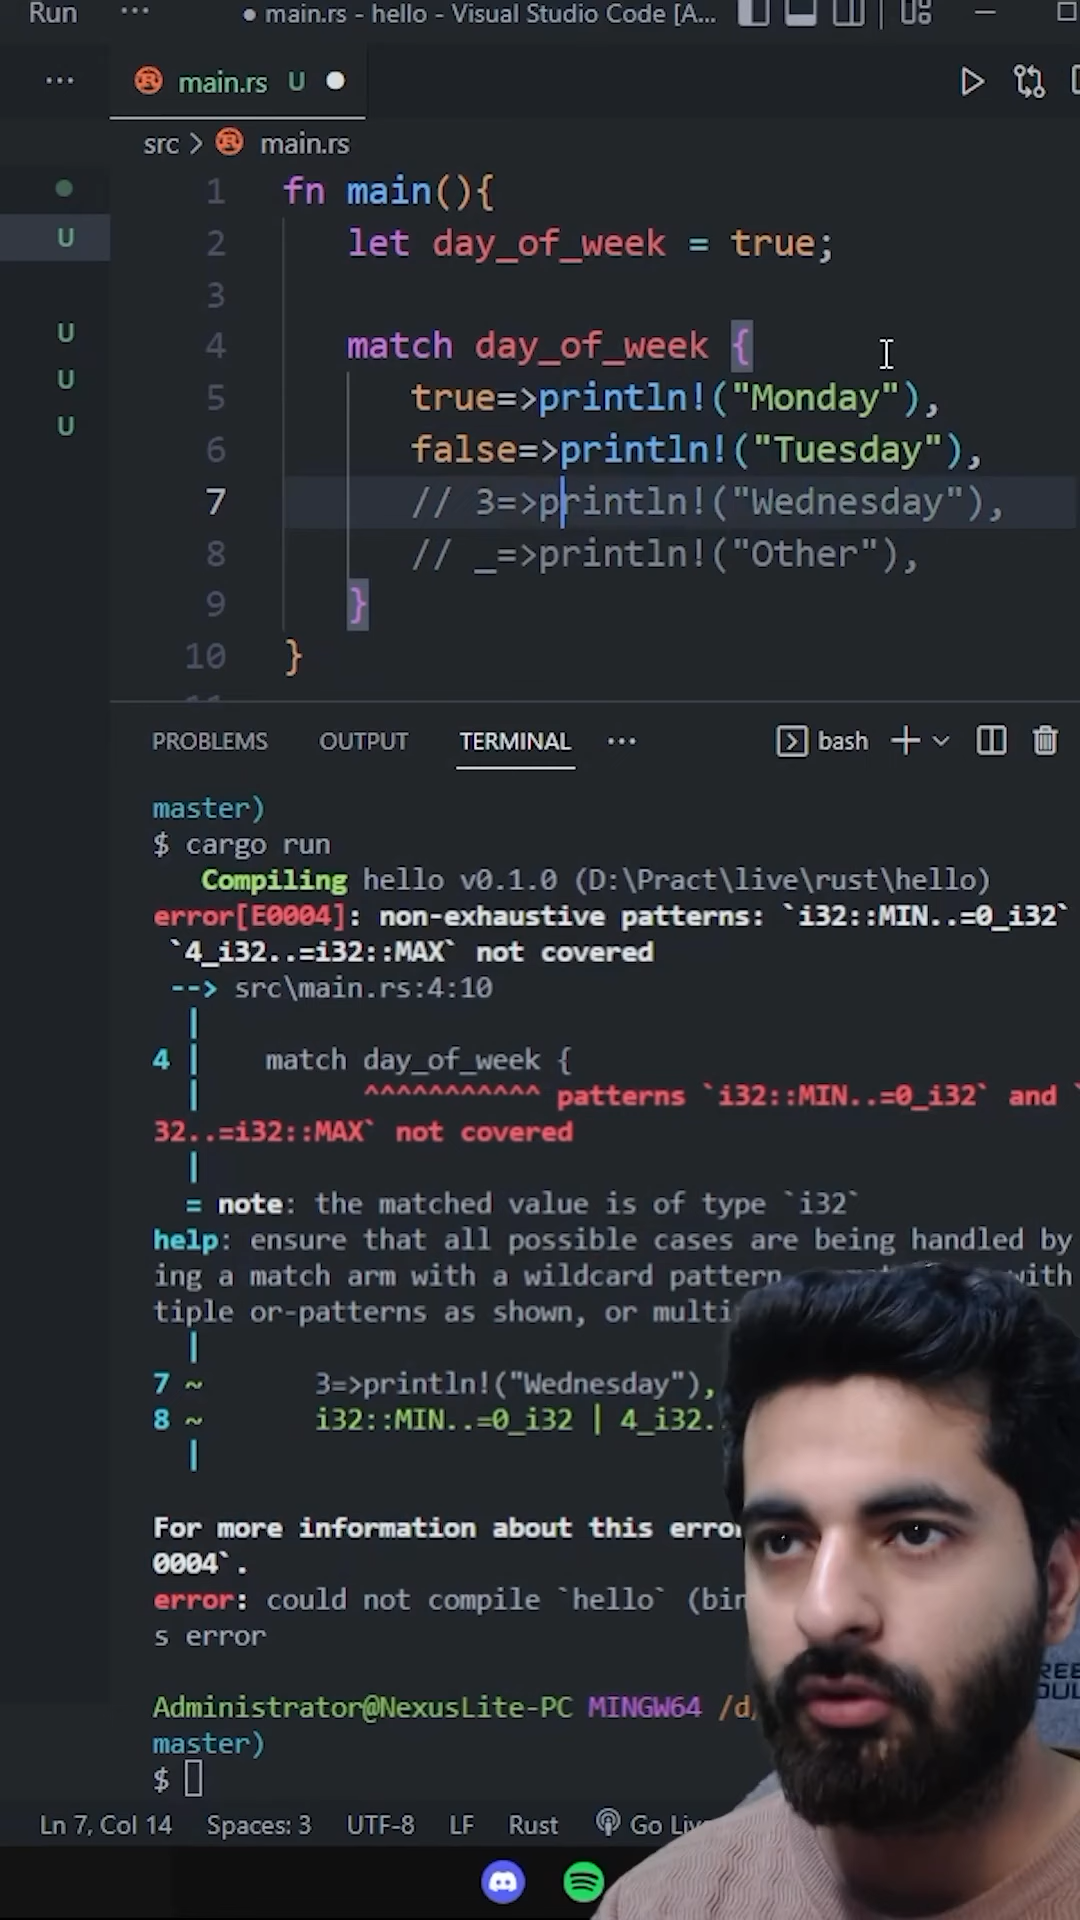 Run ··· ● main.rs - hello - Visual Studio Code [A...
··· main.rs U ●
src > main.rs
1 fn main(){
U
2 let day_of_week = true;
3
U
4 match day_of_week {
U
5 true=>println!("Monday"),
U
6 false=>println!("Tuesday"),
7 // 3=>println!("Wednesday"),
8 // _=>println!("Other"),
9 }
10 }
PROBLEMS OUTPUT TERMINAL ··· bash
master)
$ cargo run
Compiling hello v0.1.0 (D:\Pract\live\rust\hello)
error[E0004]: non-exhaustive patterns: `i32::MIN..=0_i32`
`4_i32..=i32::MAX` not covered
--> src\main.rs:4:10
|
4 | match day_of_week {
| ^^^^^^^^^^^ patterns `i32::MIN..=0_i32` and `
32..=i32::MAX` not covered
|
= note: the matched value is of type `i32`
help: ensure that all possible cases are being handled by
ing a match arm with a wildcard pattern with
tiple or-patterns as shown, or multi
|
7 ~ 3=>println!("Wednesday"),
8 ~ i32::MIN..=0_i32 | 4_i32.
|
For more information about this erro
0004`.
error: could not compile `hello` (bin
s error
Administrator@NexusLite-PC MINGW64 /d/
master)
$
Ln 7, Col 14 Spaces: 3 UTF-8 LF Rust Go Live